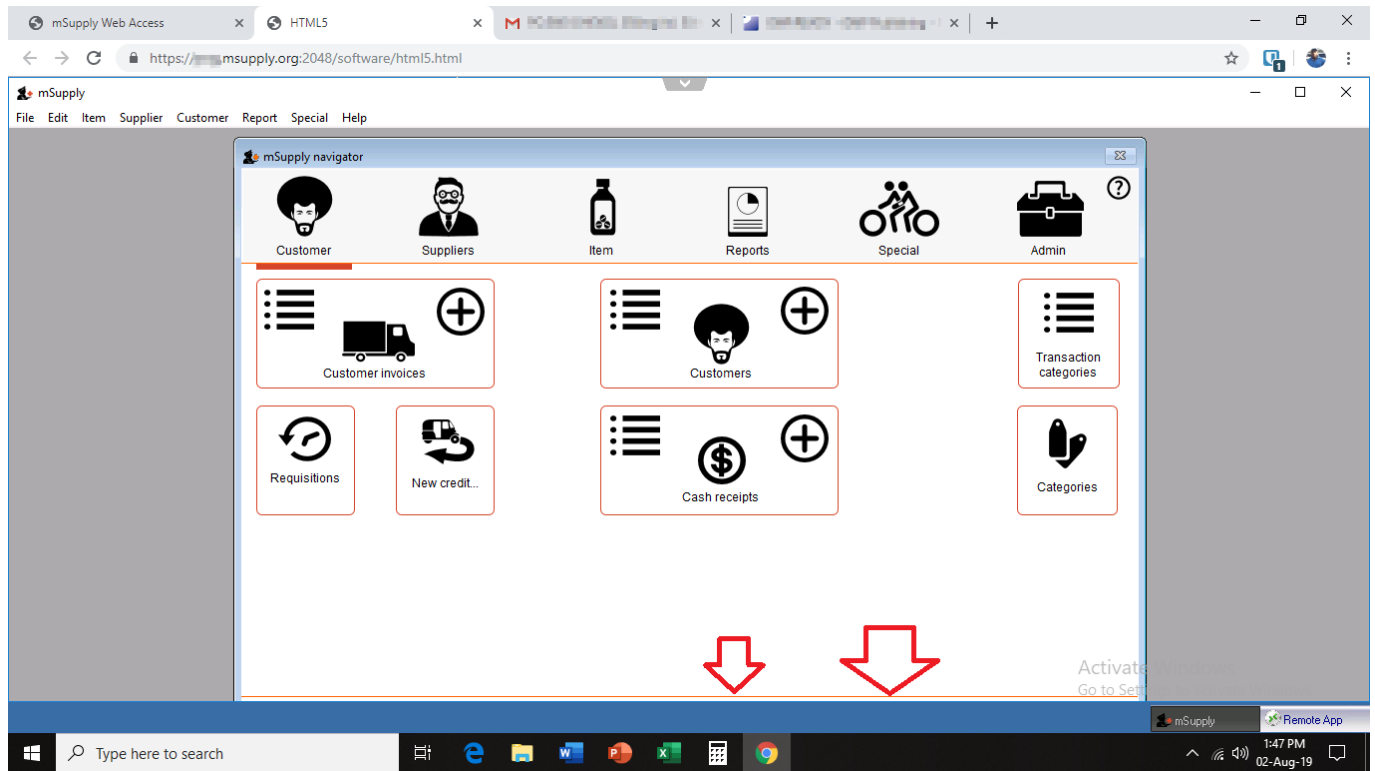 mSupply Web Access
HTML5
https:// msupply.org:2048/software/html5.html
1
mSupply
File Edit Item Supplier Customer Report Special Help
mSupply navigator
?
Customer
Suppliers
Item
Reports
Special
Admin
Customer invoices
Customers
Transaction
categories
Requisitions
New credit...
$
Cash receipts
Categories
Activate Windows
Go to Set
mSupply
Remote App
Type here to search
1:47 PM
02-Aug-19